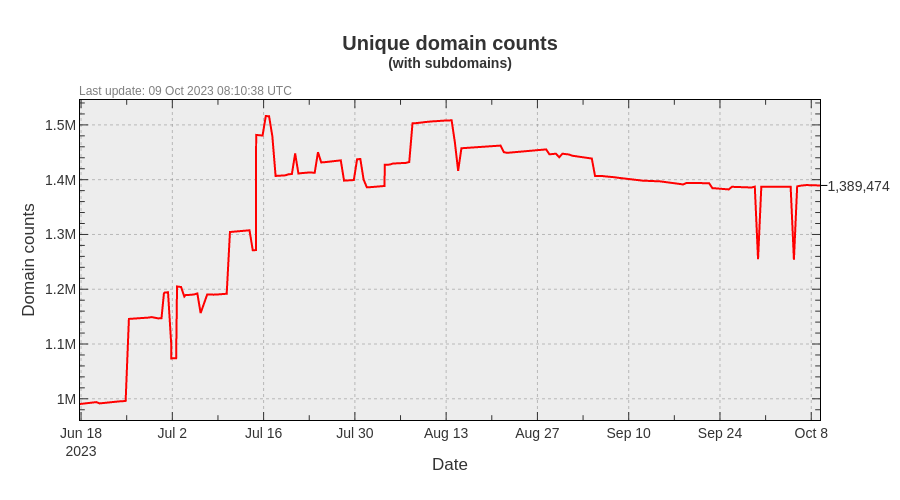 Unique domain counts
(with subdomains)
Last update: 09 Oct 2023 08:10:38 UTC
1.5M
1.4M
1,389,474
1.3M
Domain counts
1.2M
1.1M
1M
Jun 18 Jul 2 Jul 16 Jul 30 Aug 13 Aug 27 Sep 10 Sep 24 Oct 8
2023
Date